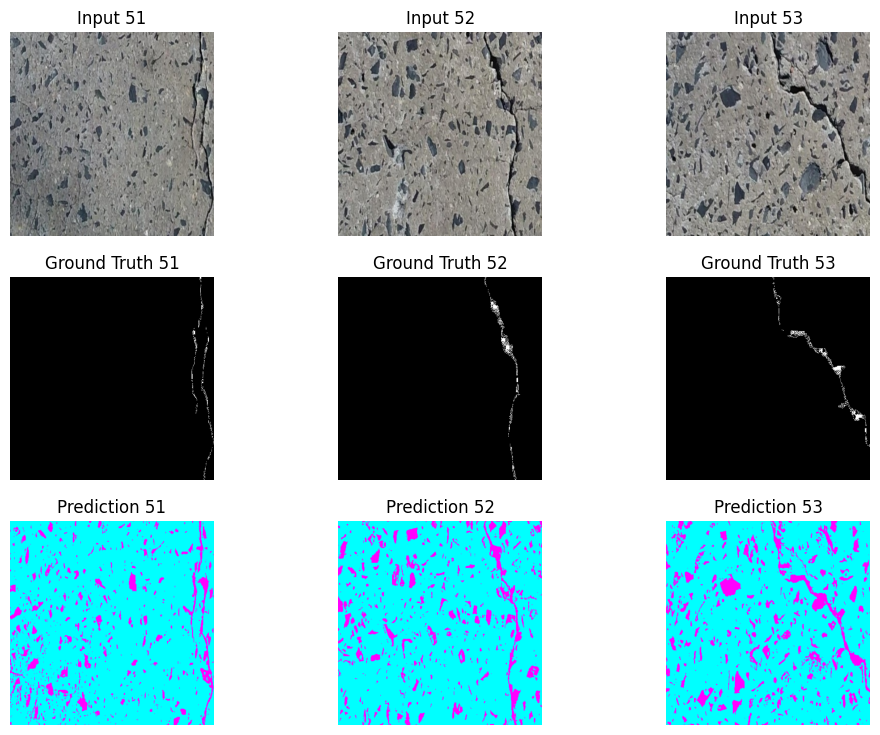 Input 51
Input 52
Input 53
Ground Truth 51
Ground Truth 52
Ground Truth 53
Prediction 51
Prediction 52
Prediction 53